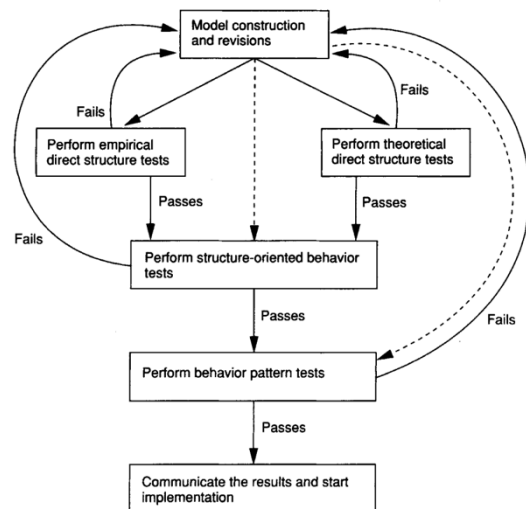 Model construction
and revisions
Fails
Fails
Perform empirical
direct structure tests
Perform theoretical
direct structure tests
Passes
Passes
Fails
Perform structure-oriented behavior
tests
Passes
Fails
Perform behavior pattern tests
Passes
Communicate the results and start
implementation